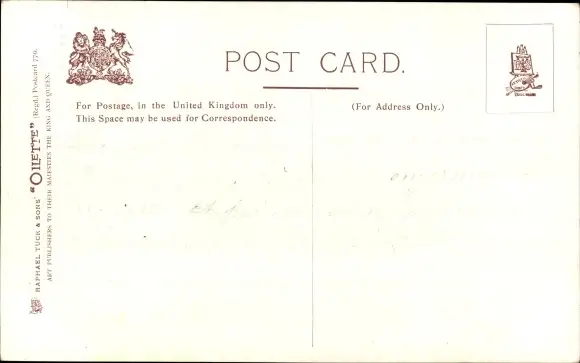 POST CARD.
For Postage, in the United Kingdom only.
This Space may be used for Correspondence.
(For Address Only.)
RAPHAEL TUCK & SONS' "OILETTE" (Regd.) Postcard 770.
ART PUBLISHERS TO THEIR MAJESTIES THE KING AND QUEEN.